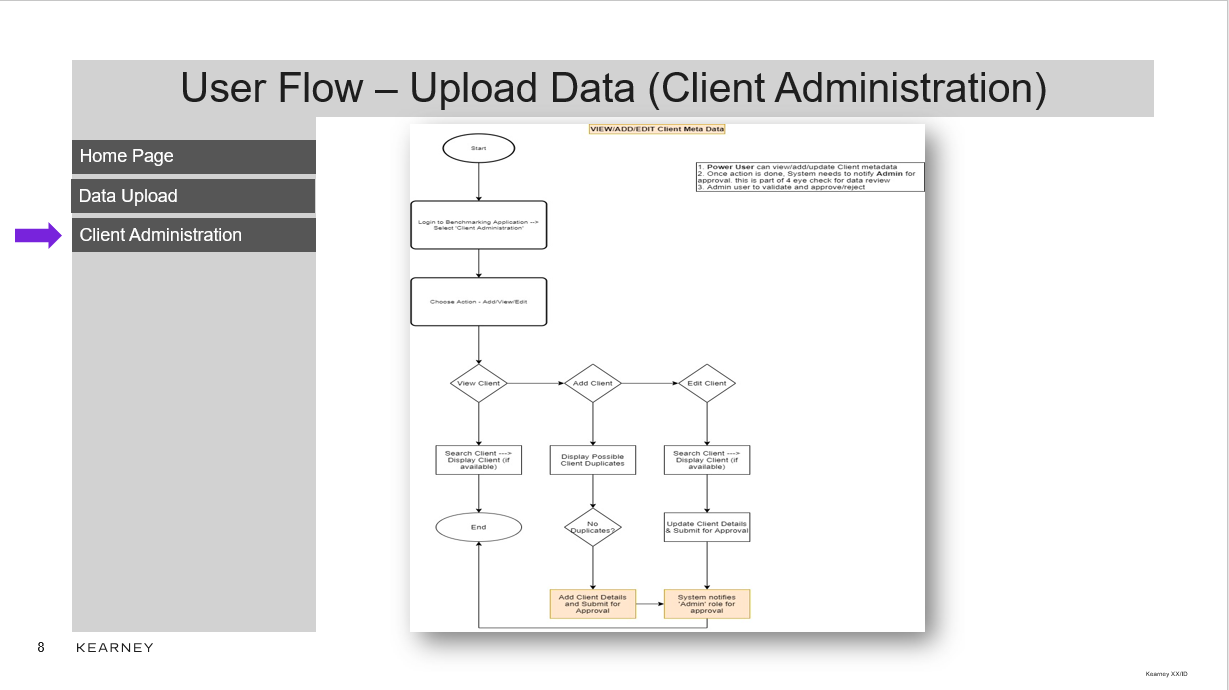 User Flow – Upload Data (Client Administration)
Home Page
Data Upload
Client Administration
VIEW/ADD/EDIT Client Meta Data
Start
1. Power User can view/add/update Client metadata
2. Once action is done, System needs to notify Admin for
approval. this is part of 4 eye check for data review
3. Admin user to validate and approve/reject
Login to Benchmarking Application -->
Select 'Client Administration'
Choose Action - Add/View/Edit
View Client
Add Client
Edit Client
Search Client --->
Display Client (if
available)
Display Possible
Client Duplicates
Search Client --->
Display Client (if
available)
End
No
Duplicates?
Update Client Details
& Submit for Approval
Add Client Details
and Submit for
Approval
System notifies
'Admin' role for
approval
8
KEARNEY
Kearney XX/ID